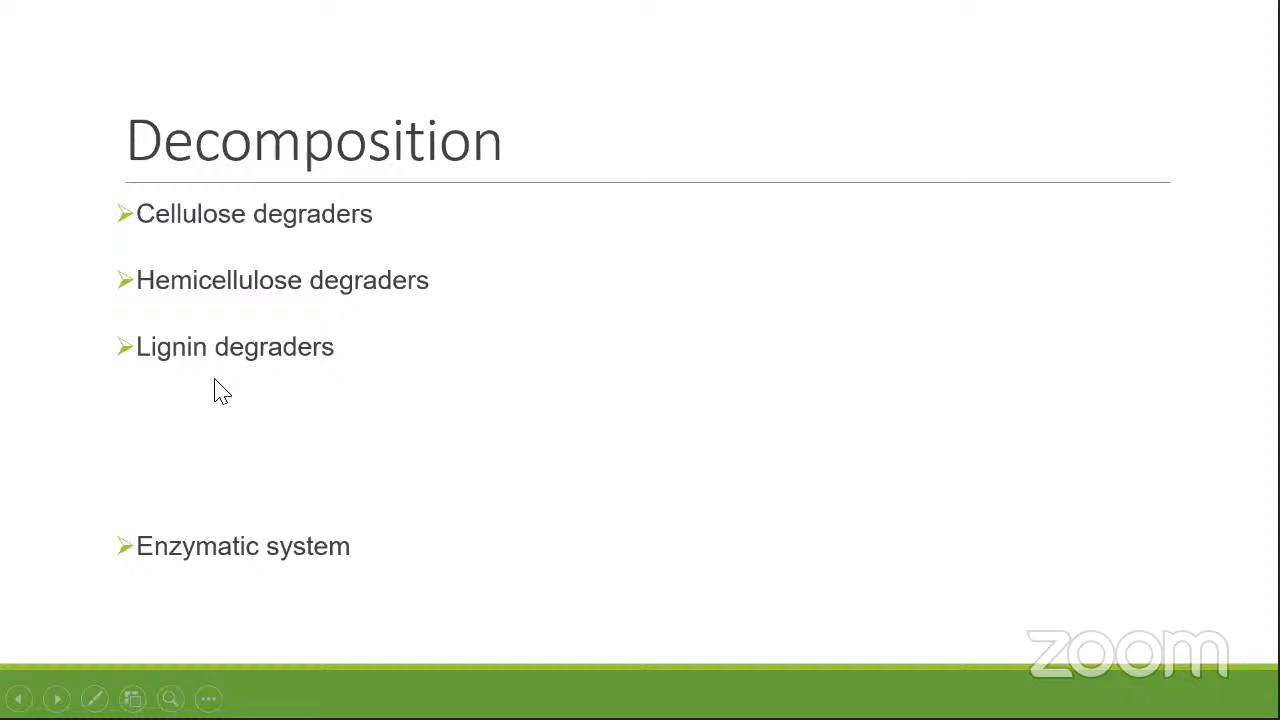 Decomposition
Cellulose degraders
Hemicellulose degraders
Lignin degraders
Enzymatic system
zoom